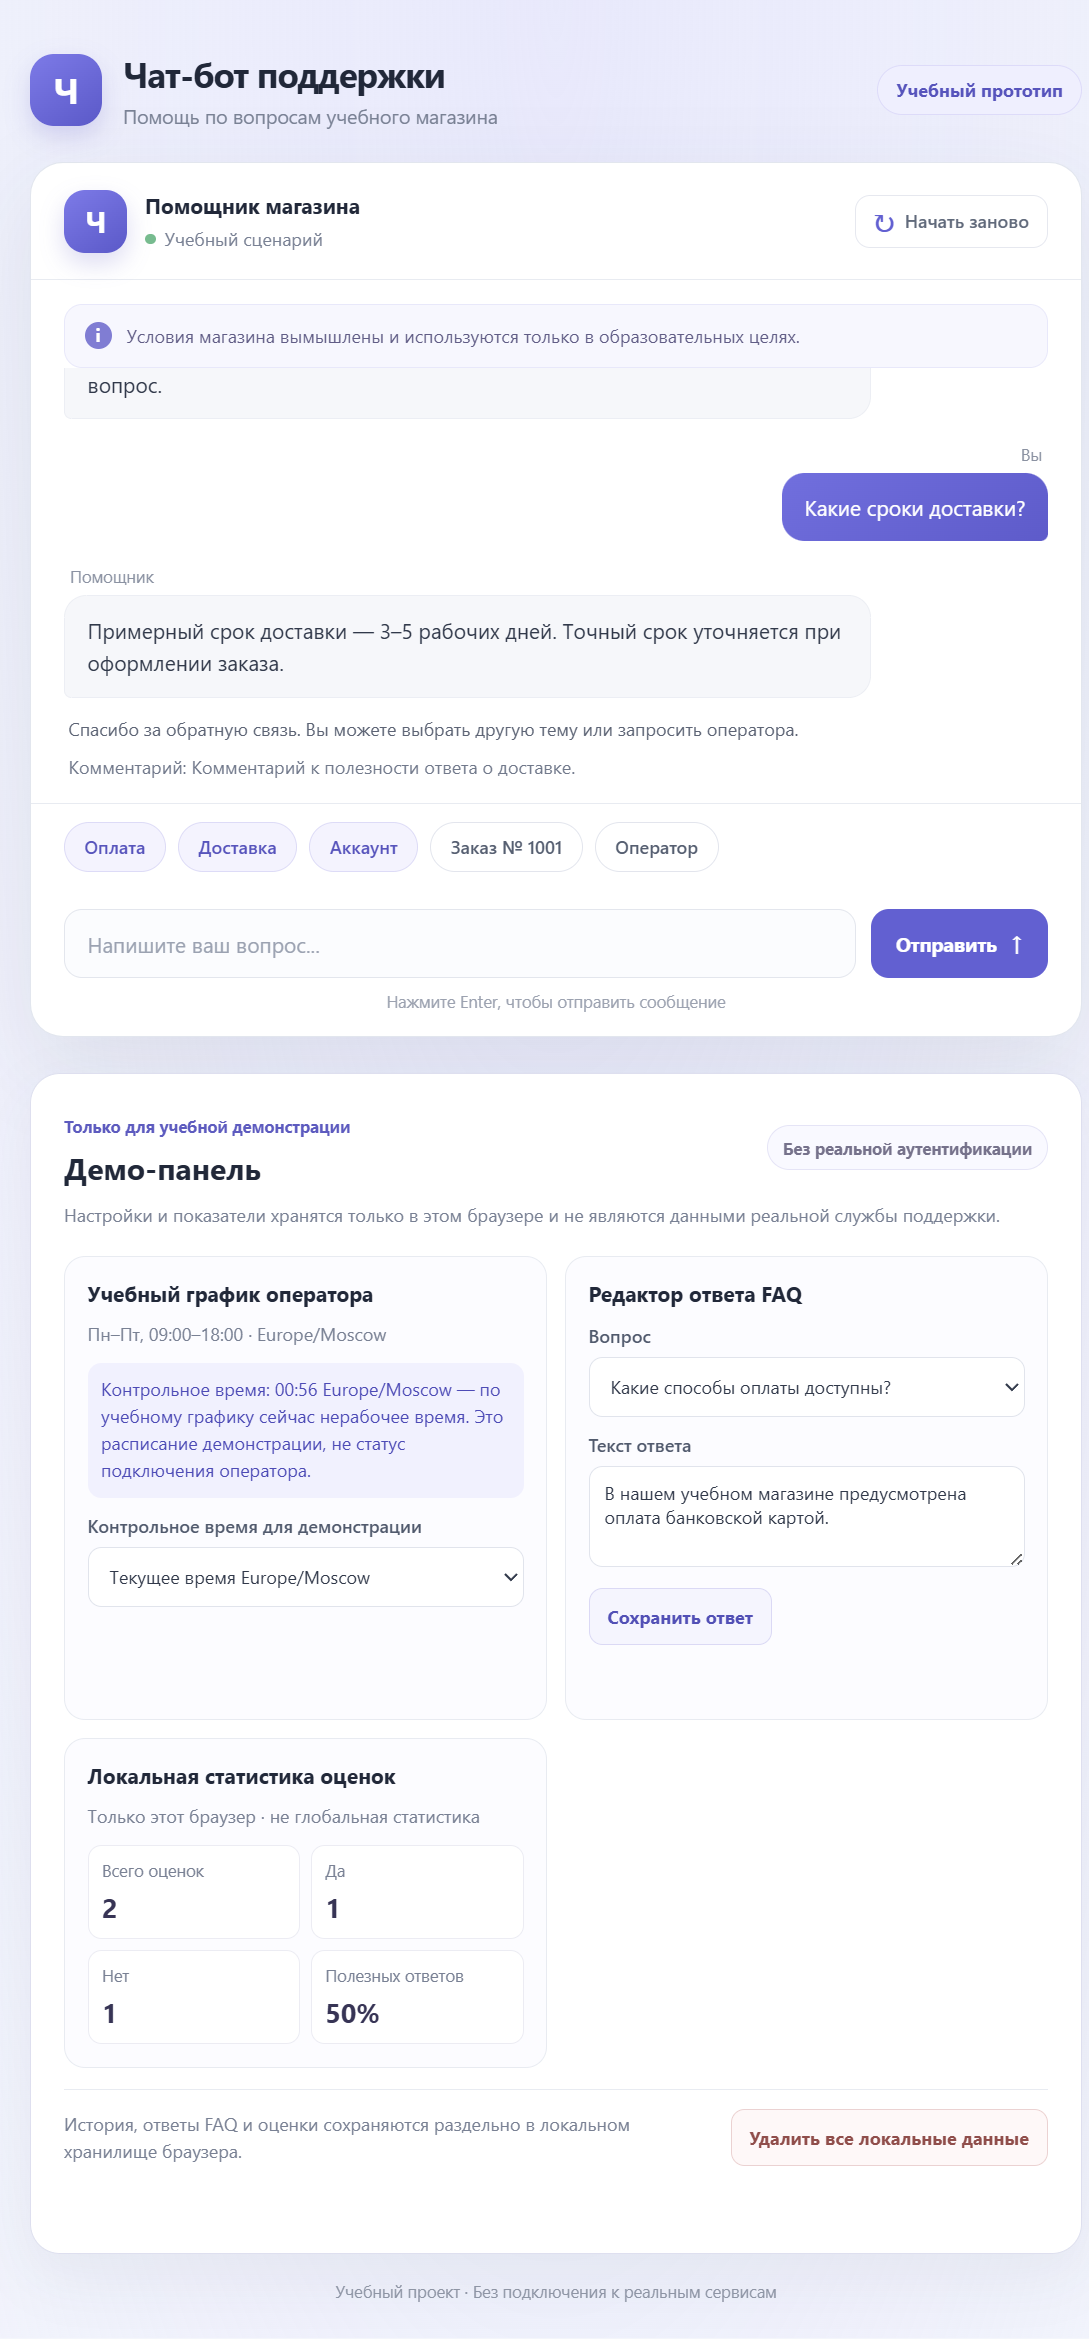 Ч
Чат-бот поддержки
Помощь по вопросам учебного магазина
Учебный прототип
Ч
Помощник магазина
Учебный сценарий
↻ Начать заново
i Условия магазина вымышлены и используются только в образовательных целях.
вопрос.
Вы
Какие сроки доставки?
Помощник
Примерный срок доставки — 3–5 рабочих дней. Точный срок уточняется при
оформлении заказа.
Спасибо за обратную связь. Вы можете выбрать другую тему или запросить оператора.
Комментарий: Комментарий к полезности ответа о доставке.
Оплата Доставка Аккаунт Заказ № 1001 Оператор
Напишите ваш вопрос...
Отправить ↑
Нажмите Enter, чтобы отправить сообщение
Только для учебной демонстрации
Демо-панель
Без реальной аутентификации
Настройки и показатели хранятся только в этом браузере и не являются данными реальной службы поддержки.
Учебный график оператора
Пн–Пт, 09:00–18:00 · Europe/Moscow
Контрольное время: 00:56 Europe/Moscow — по
учебному графику сейчас нерабочее время. Это
расписание демонстрации, не статус
подключения оператора.
Контрольное время для демонстрации
Текущее время Europe/Moscow
Редактор ответа FAQ
Вопрос
Какие способы оплаты доступны?
Текст ответа
В нашем учебном магазине предусмотрена
оплата банковской картой.
Сохранить ответ
Локальная статистика оценок
Только этот браузер · не глобальная статистика
Всего оценок
2
Да
1
Нет
1
Полезных ответов
50%
История, ответы FAQ и оценки сохраняются раздельно в локальном
хранилище браузера.
Удалить все локальные данные
Учебный проект · Без подключения к реальным сервисам